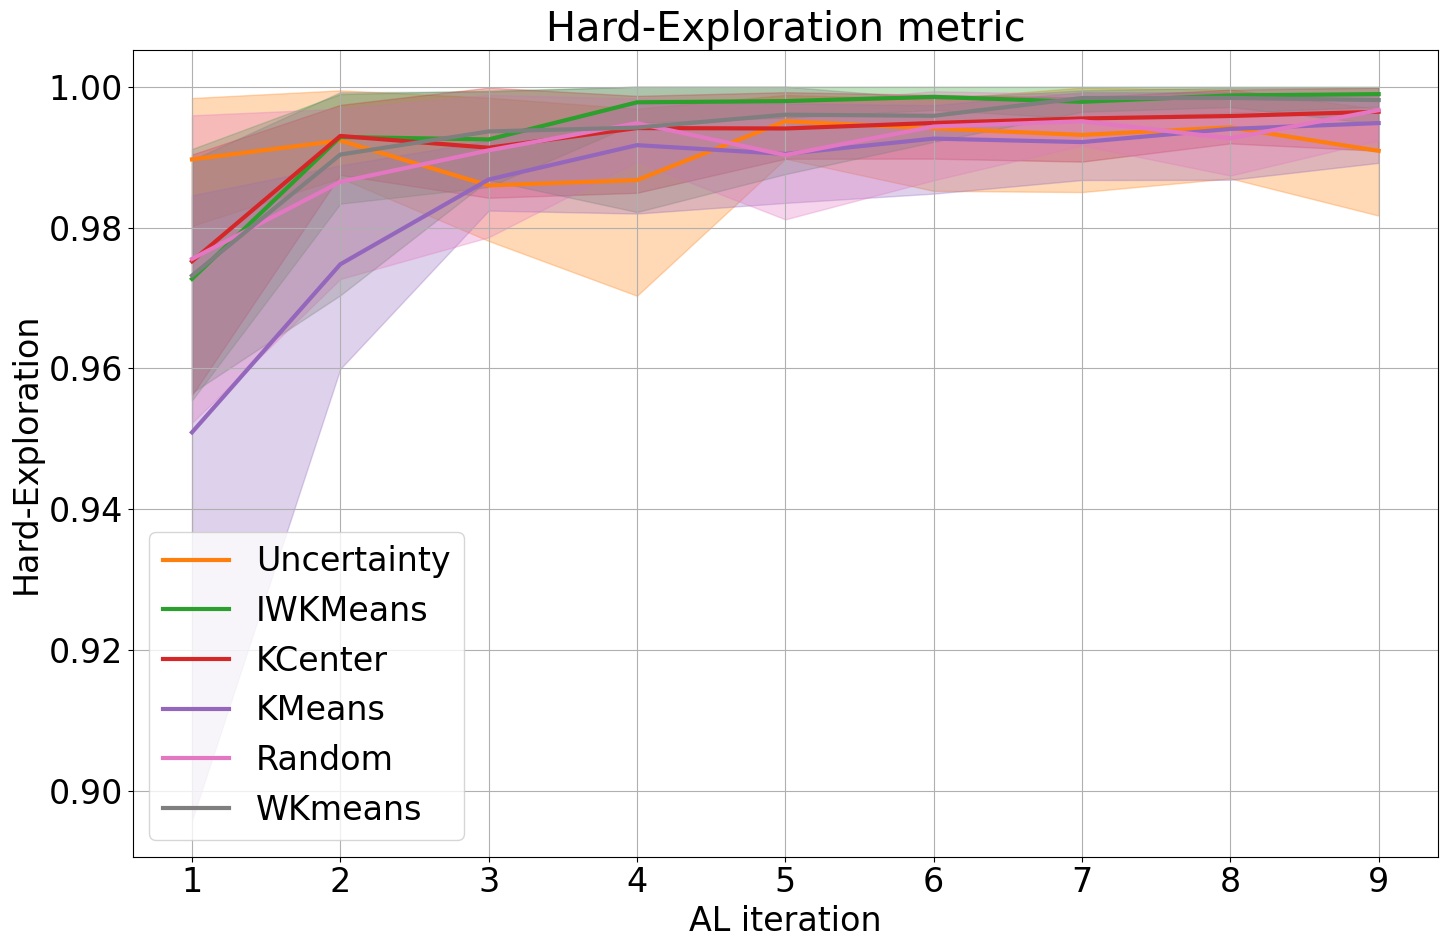 Hard-Exploration metric
Hard-Exploration
1.00
0.98
0.96
0.94
0.92
0.90
Uncertainty
IWKMeans
KCenter
KMeans
Random
WKmeans
1 2 3 4 5 6 7 8 9
AL iteration